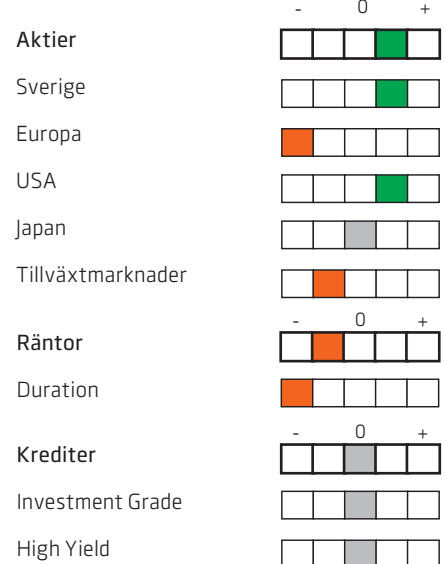 - 0 +
Aktier
Sverige
Europa
USA
Japan
Tillväxtmarknader
- 0 +
Räntor
Duration
- 0 +
Krediter
Investment Grade
High Yield